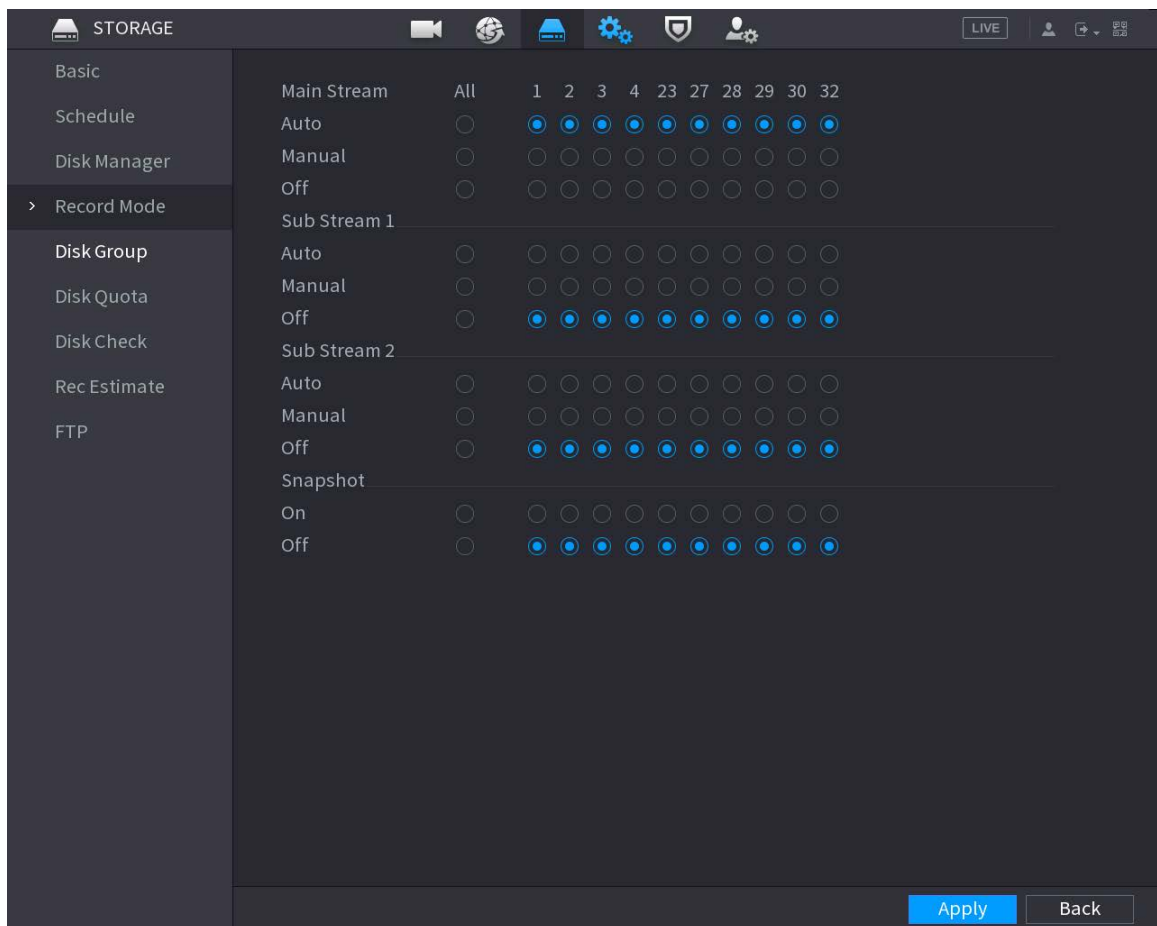 STORAGE LIVE
Basic
Schedule
Disk Manager
> Record Mode
Disk Group
Disk Quota
Disk Check
Rec Estimate
FTP
Main Stream All 1 2 3 4 23 27 28 29 30 32
Auto
Manual
Off
Sub Stream 1
Auto
Manual
Off
Sub Stream 2
Auto
Manual
Off
Snapshot
On
Off
Apply Back